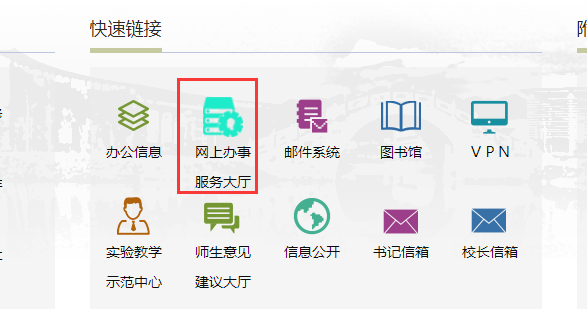 快速链接
办公信息
网上办事
服务大厅
邮件系统
图书馆
VPN
实验教学
示范中心
师生意见
建议大厅
信息公开
书记信箱
校长信箱